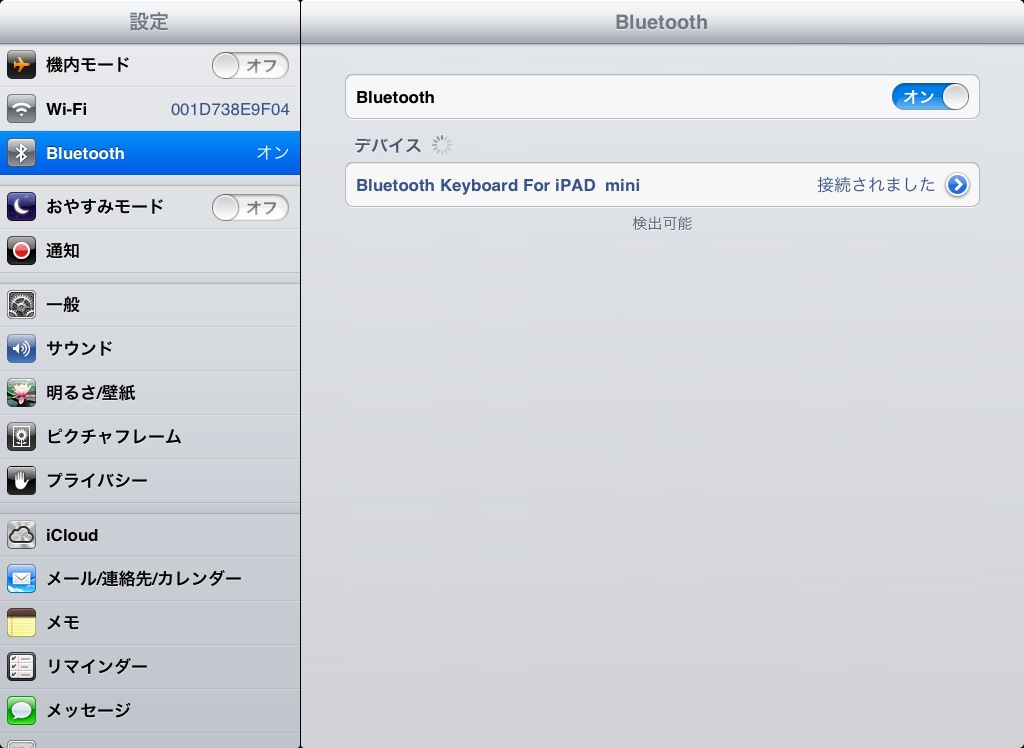 設定
機内モード オフ
Wi-Fi 001D738E9F04
Bluetooth オン
おやすみモード オフ
通知
一般
サウンド
明るさ/壁紙
ピクチャフレーム
プライバシー
iCloud
メール/連絡先/カレンダー
メモ
リマインダー
メッセージ
Bluetooth
Bluetooth オン
デバイス
Bluetooth Keyboard For iPAD  mini 接続されました
検出可能